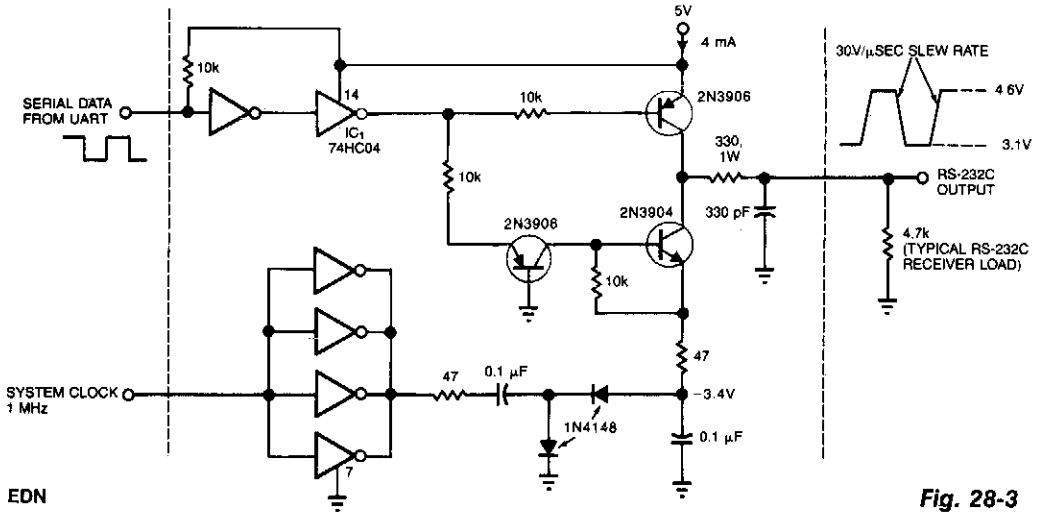 5V
4 mA
30V/μSEC SLEW RATE
10k
14
10k
2N3906
4 6V
SERIAL DATA
FROM UART
IC1
74HC04
330,
1W
3.1V
RS-232C
OUTPUT
10k
2N3906
2N3904
330 pF
4.7k
(TYPICAL RS-232C
RECEIVER LOAD)
10k
47
SYSTEM CLOCK
1 MHz
47
0.1 μF
−3.4V
1N4148
0.1 μF
7
EDN
Fig. 28-3